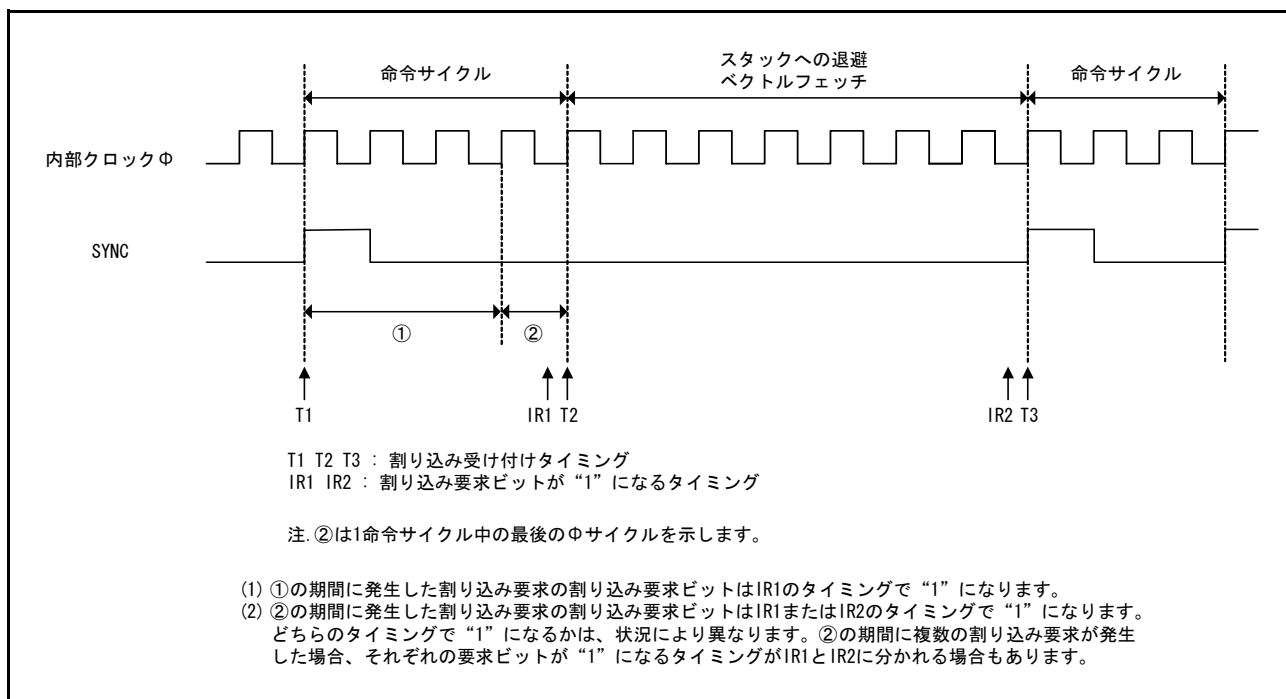 スタックへの退避
命令サイクル
ベクトルフェッチ
命令サイクル
内部クロックΦ
SYNC
①
②
T1
IR1 T2
IR2 T3
T1 T2 T3 : 割り込み受け付けタイミング
IR1 IR2 : 割り込み要求ビットが“1”になるタイミング
注.②は1命令サイクル中の最後のΦサイクルを示します。
(1) ①の期間に発生した割り込み要求の割り込み要求ビットはIR1のタイミングで“1”になります。
(2) ②の期間に発生した割り込み要求の割り込み要求ビットはIR1またはIR2のタイミングで“1”になります。
どちらのタイミングで“1”になるかは、状況により異なります。②の期間に複数の割り込み要求が発生
した場合、それぞれの要求ビットが“1”になるタイミングがIR1とIR2に分かれる場合もあります。